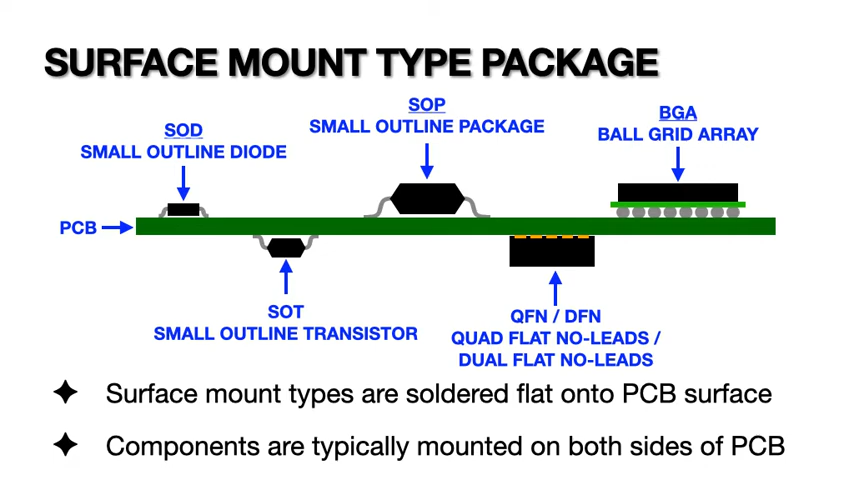 SURFACE MOUNT TYPE PACKAGE
SOD
SMALL OUTLINE DIODE
SOP
SMALL OUTLINE PACKAGE
BGA
BALL GRID ARRAY
PCB
SOT
SMALL OUTLINE TRANSISTOR
QFN / DFN
QUAD FLAT NO-LEADS /
DUAL FLAT NO-LEADS
Surface mount types are soldered flat onto PCB surface
Components are typically mounted on both sides of PCB